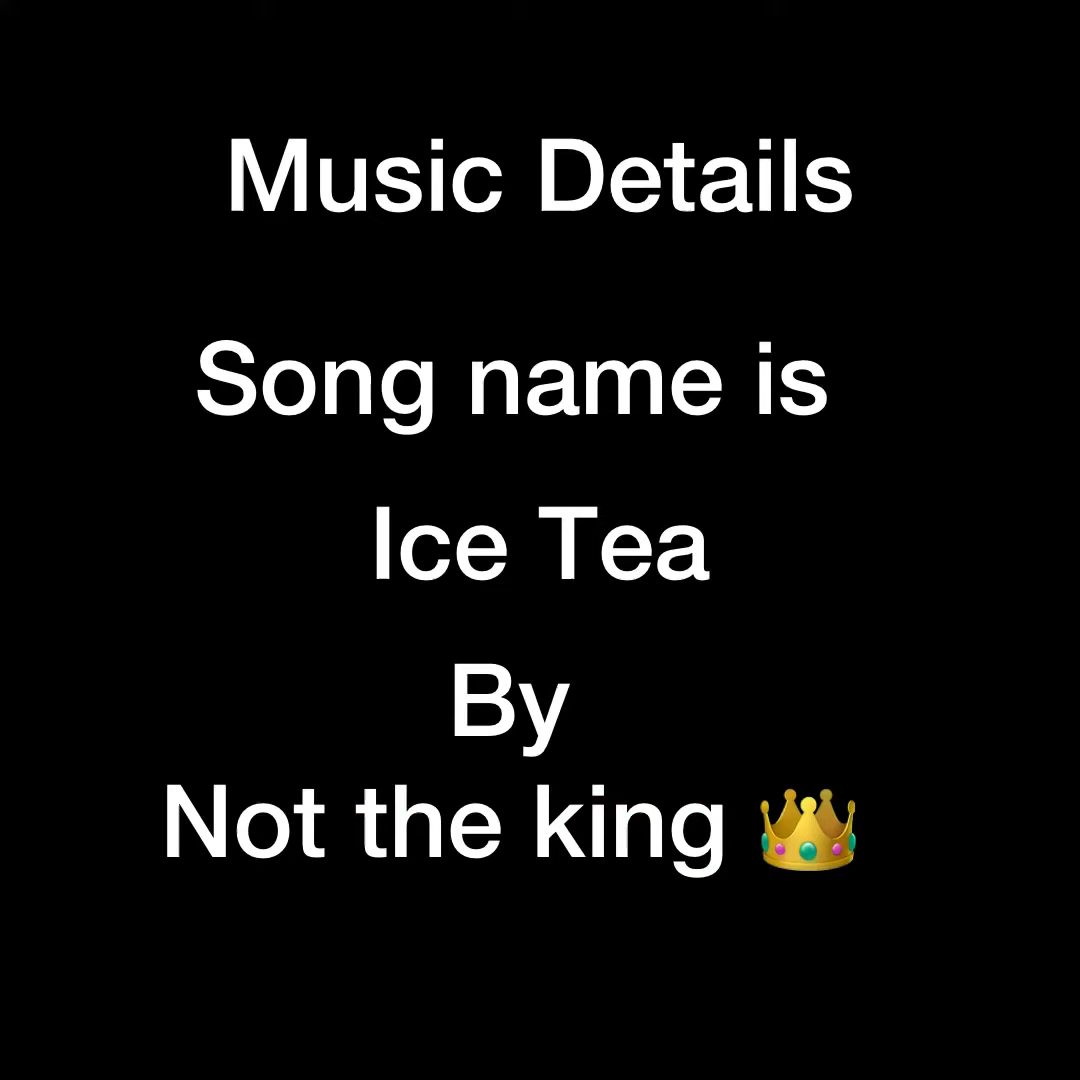 Music Details
Song name is
Ice Tea
By
Not the king 👑